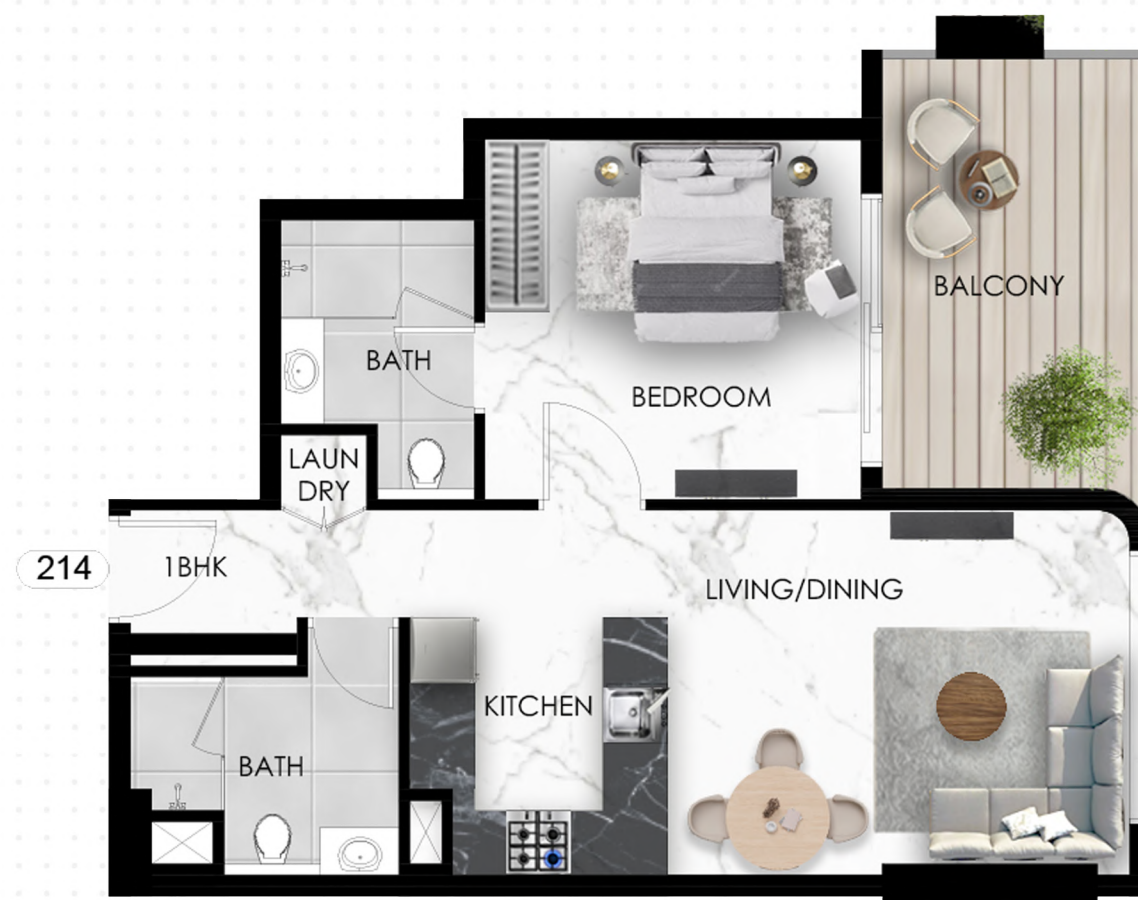 BALCONY
BATH
BEDROOM
LAUN
DRY
214
1BHK
LIVING/DINING
KITCHEN
BATH